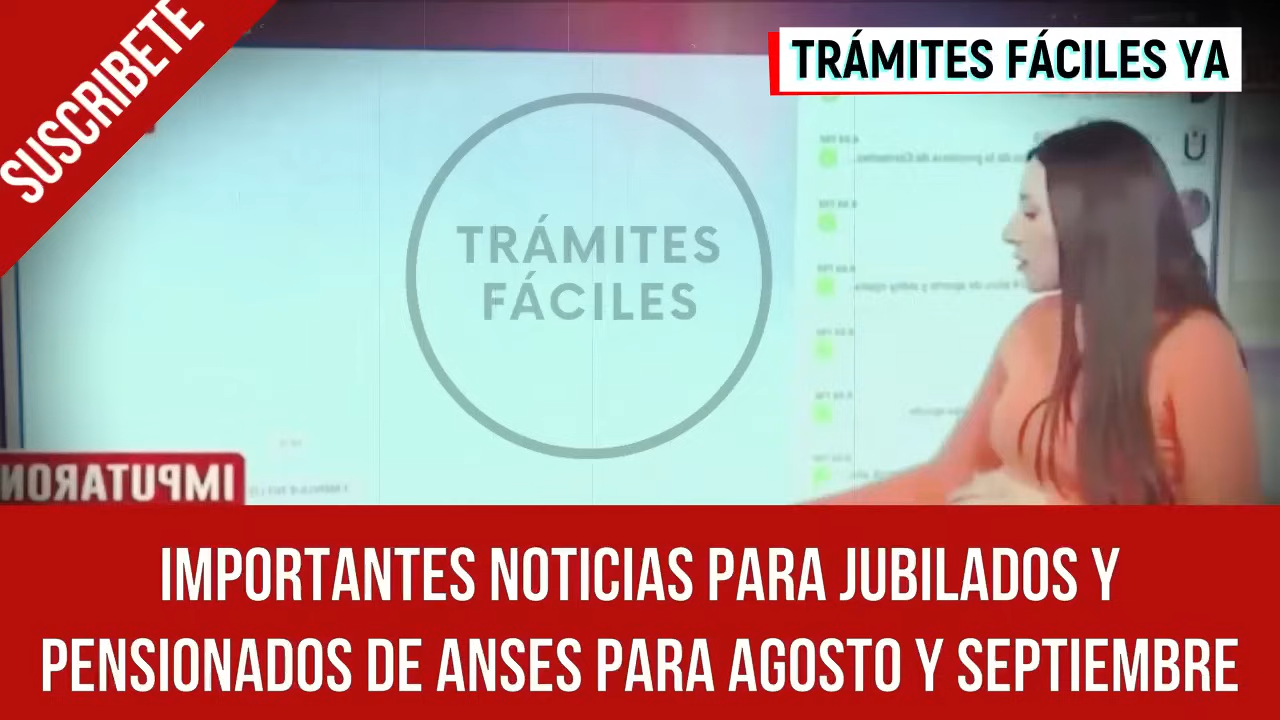 SUSCRIBETE
TRÁMITES FÁCILES YA
TRÁMITES
FÁCILES
IMPUTARON
IMPORTANTES NOTICIAS PARA JUBILADOS Y
PENSIONADOS DE ANSES PARA AGOSTO Y SEPTIEMBRE